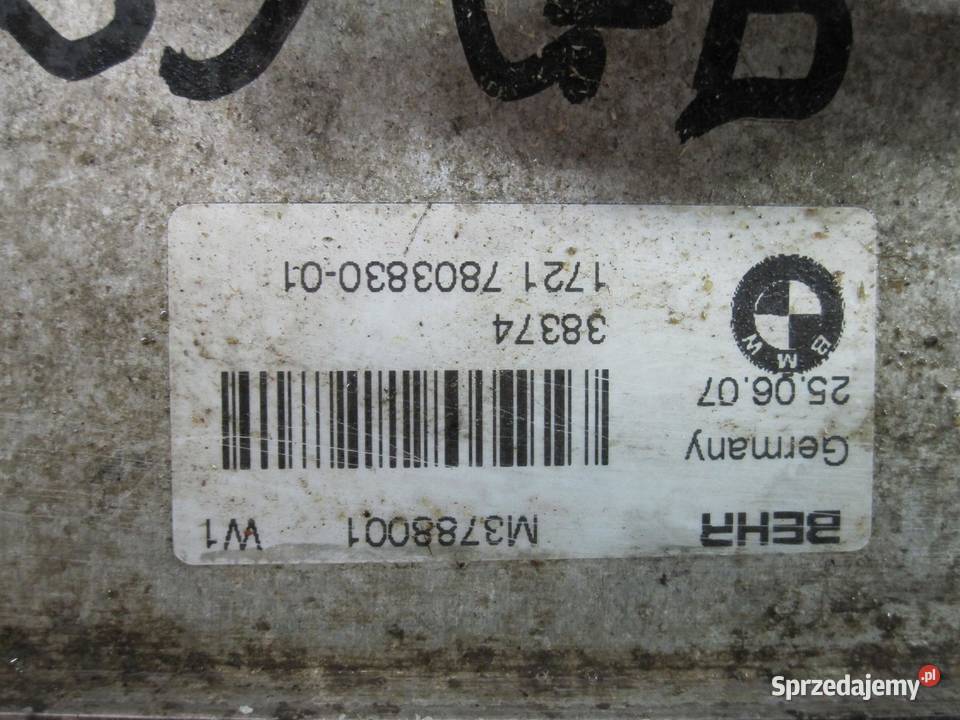 BEHR M3788001 W1
Germany
25.06.07
38374
BMW 1721 7803830-01
Sprzedajemy.pl